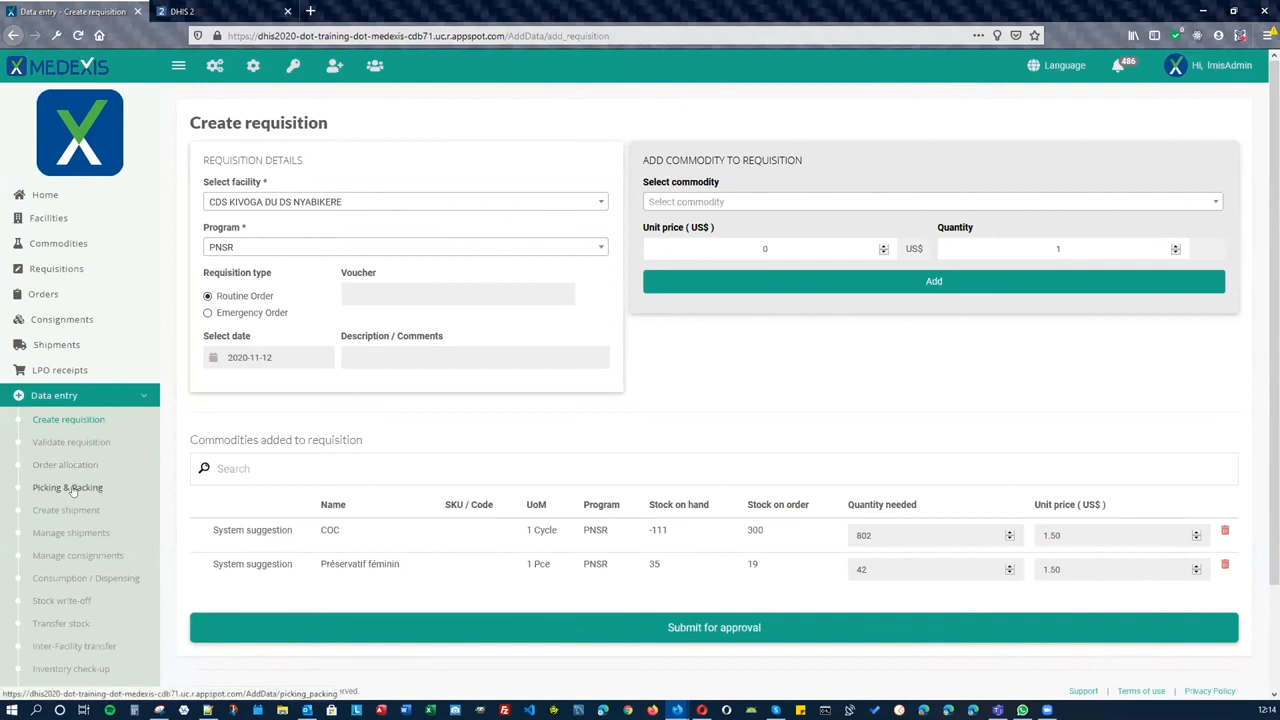 Data entry - Create requisition
DHIS 2
https://dhis2020-dot-training-dot-medexis-cdb71.uc.r.appspot.com/AddData/add_requisition
MEDEXIS
Language
486
Hi, lmisAdmin
Home
Facilities
Commodities
Requisitions
Orders
Consignments
Shipments
LPO receipts
Data entry
Create requisition
Validate requisition
Order allocation
Picking & Packing
Create shipment
Manage shipments
Manage consignments
Consumption / Dispensing
Stock write-off
Transfer stock
Inter-Facility transfer
Inventory check-up
Create requisition
REQUISITION DETAILS
Select facility *
CDS KIVOGA DU DS NYABIKERE
Program *
PNSR
Requisition type
Voucher
Routine Order
Emergency Order
Select date
Description / Comments
2020-11-12
ADD COMMODITY TO REQUISITION
Select commodity
Select commodity
Unit price ( US$ )
Quantity
0
US$
1
Add
Commodities added to requisition
Search
Name SKU / Code UoM Program Stock on hand Stock on order Quantity needed Unit price ( US$ )
System suggestion COC 1 Cycle PNSR -111 300 802 1.50
System suggestion Préservatif féminin 1 Pce PNSR 35 19 42 1.50
Submit for approval
https://dhis2020-dot-training-dot-medexis-cdb71.uc.r.appspot.com/AddData/picking_packing
rved.
Support
Terms of use
Privacy Policy
12:14